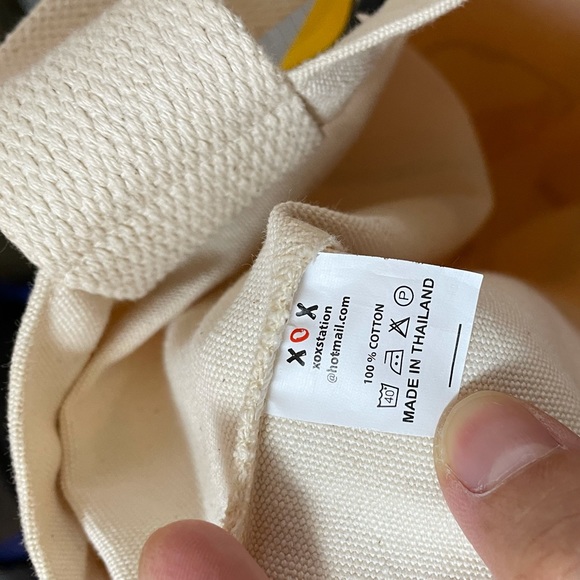 XOX
xoxstation
@hotmail.com
100 % COTTON
40° P
MADE IN THAILAND